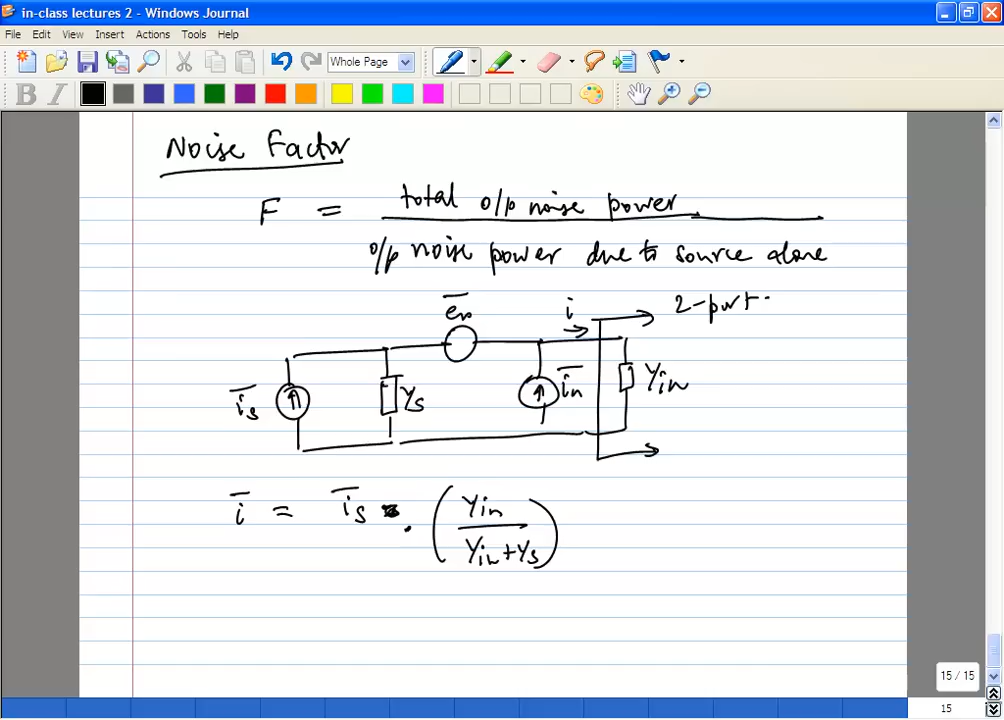 in-class lectures 2 - Windows Journal
File Edit View Insert Actions Tools Help
Whole Page
B I
Noise Factor
F = total o/p noise power
o/p noise power due to source alone
en
i
2-port
is
Ys
in
Yin
i = is . ( Yin
Yin+Ys )
15 / 15
15